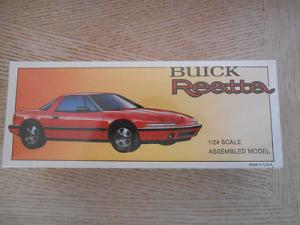 BUICK
Reatta
1/24 SCALE
ASSEMBLED MODEL
Made in U.S.A.